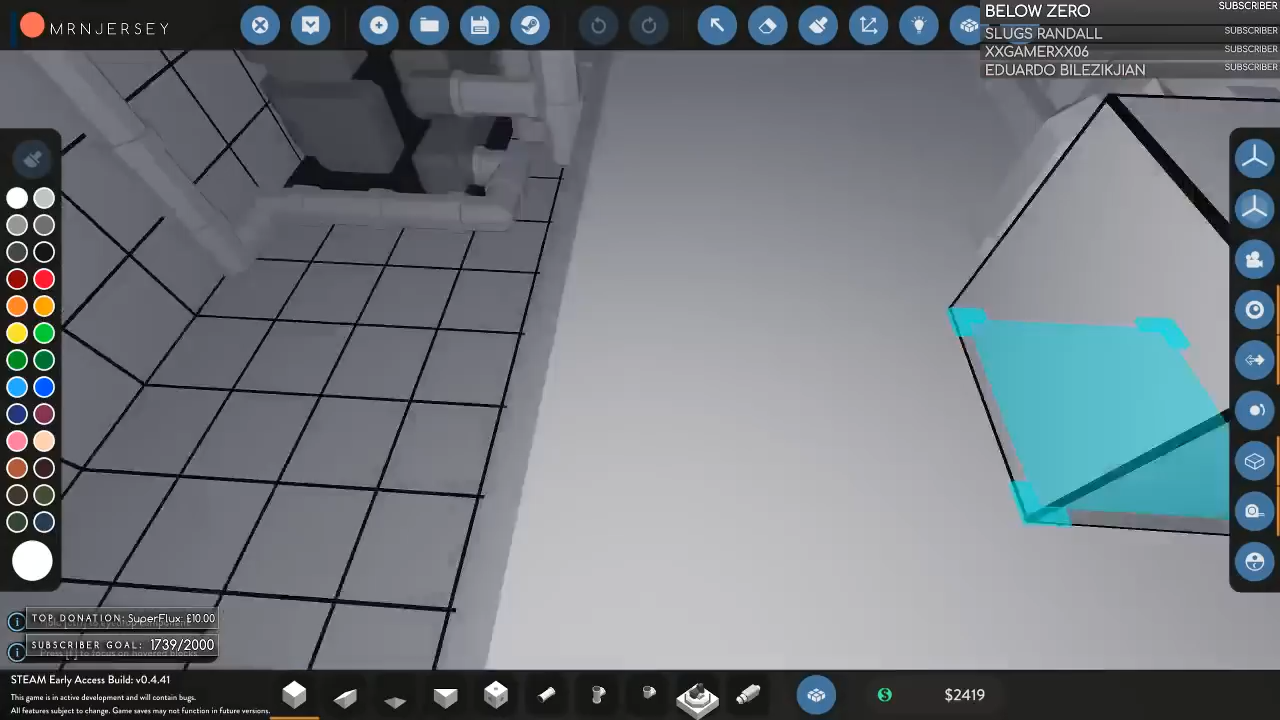 MRNJERSEY
BELOW ZERO SUBSCRIBER
SLUGS RANDALL SUBSCRIBER
XXGAMERXX06 SUBSCRIBER
EDUARDO BILEZIKJIAN SUBSCRIBER
TOP DONATION: SuperFlux: £10.00
SUBSCRIBER GOAL: 1739/2000
STEAM Early Access Build: v0.4.41
This game is in active development and will contain bugs.
All features subject to change. Game saves may not function in future versions.
$2419